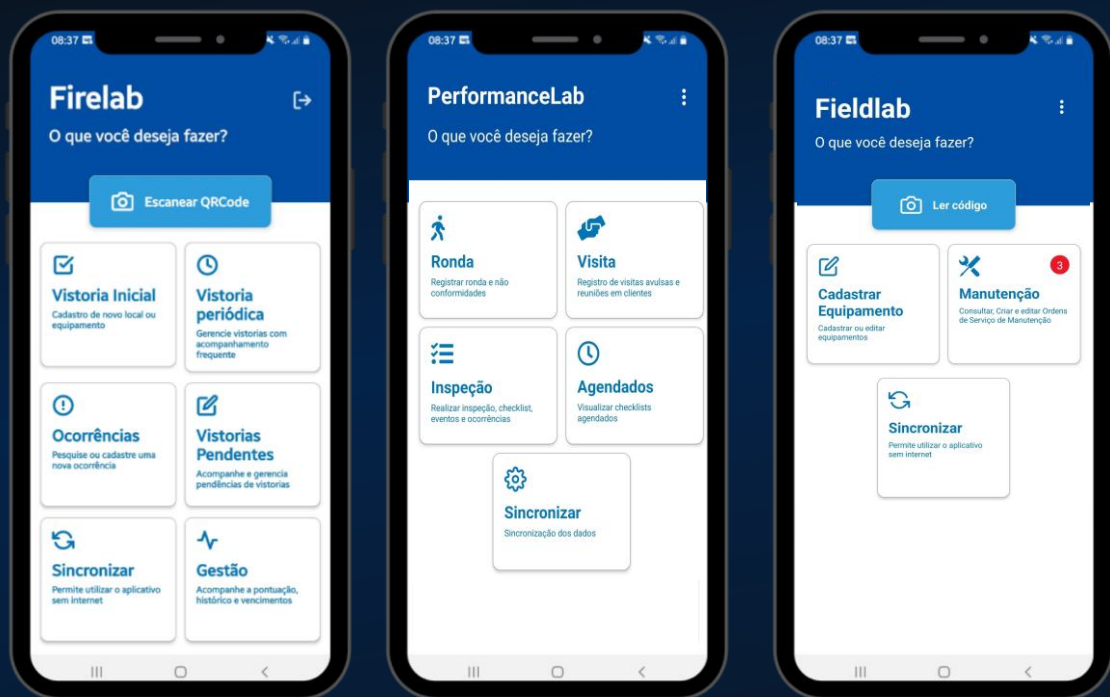 08:37
Firelab
O que você deseja fazer?
Escanear QRCode
Vistoria Inicial
Cadastro de novo local ou
equipamento
Vistoria
periódica
Gerencie vistorias com
acompanhamento
frequente
Ocorrências
Pesquise ou cadastre uma
nova ocorrência
Vistorias
Pendentes
Acompanhe e gerencia
pendências de vistorias
Sincronizar
Permite utilizar o aplicativo
sem internet
Gestão
Acompanhe a pontuação,
histórico e vencimentos
08:37
PerformanceLab
O que você deseja fazer?
Ronda
Registrar ronda e não
conformidades
Visita
Registro de visitas avulsas e
reuniões em clientes
Inspeção
Realizar inspeção, checklist,
eventos e ocorrências
Agendados
Visualizar checklists
agendados
Sincronizar
Sincronização dos dados
08:37
Fieldlab
O que você deseja fazer?
Ler código
Cadastrar
Equipamento
Cadastrar ou editar
equipamentos
3
Manutenção
Consultar, Criar e editar Ordens
de Serviço de Manutenção
Sincronizar
Permite utilizar o aplicativo
sem internet